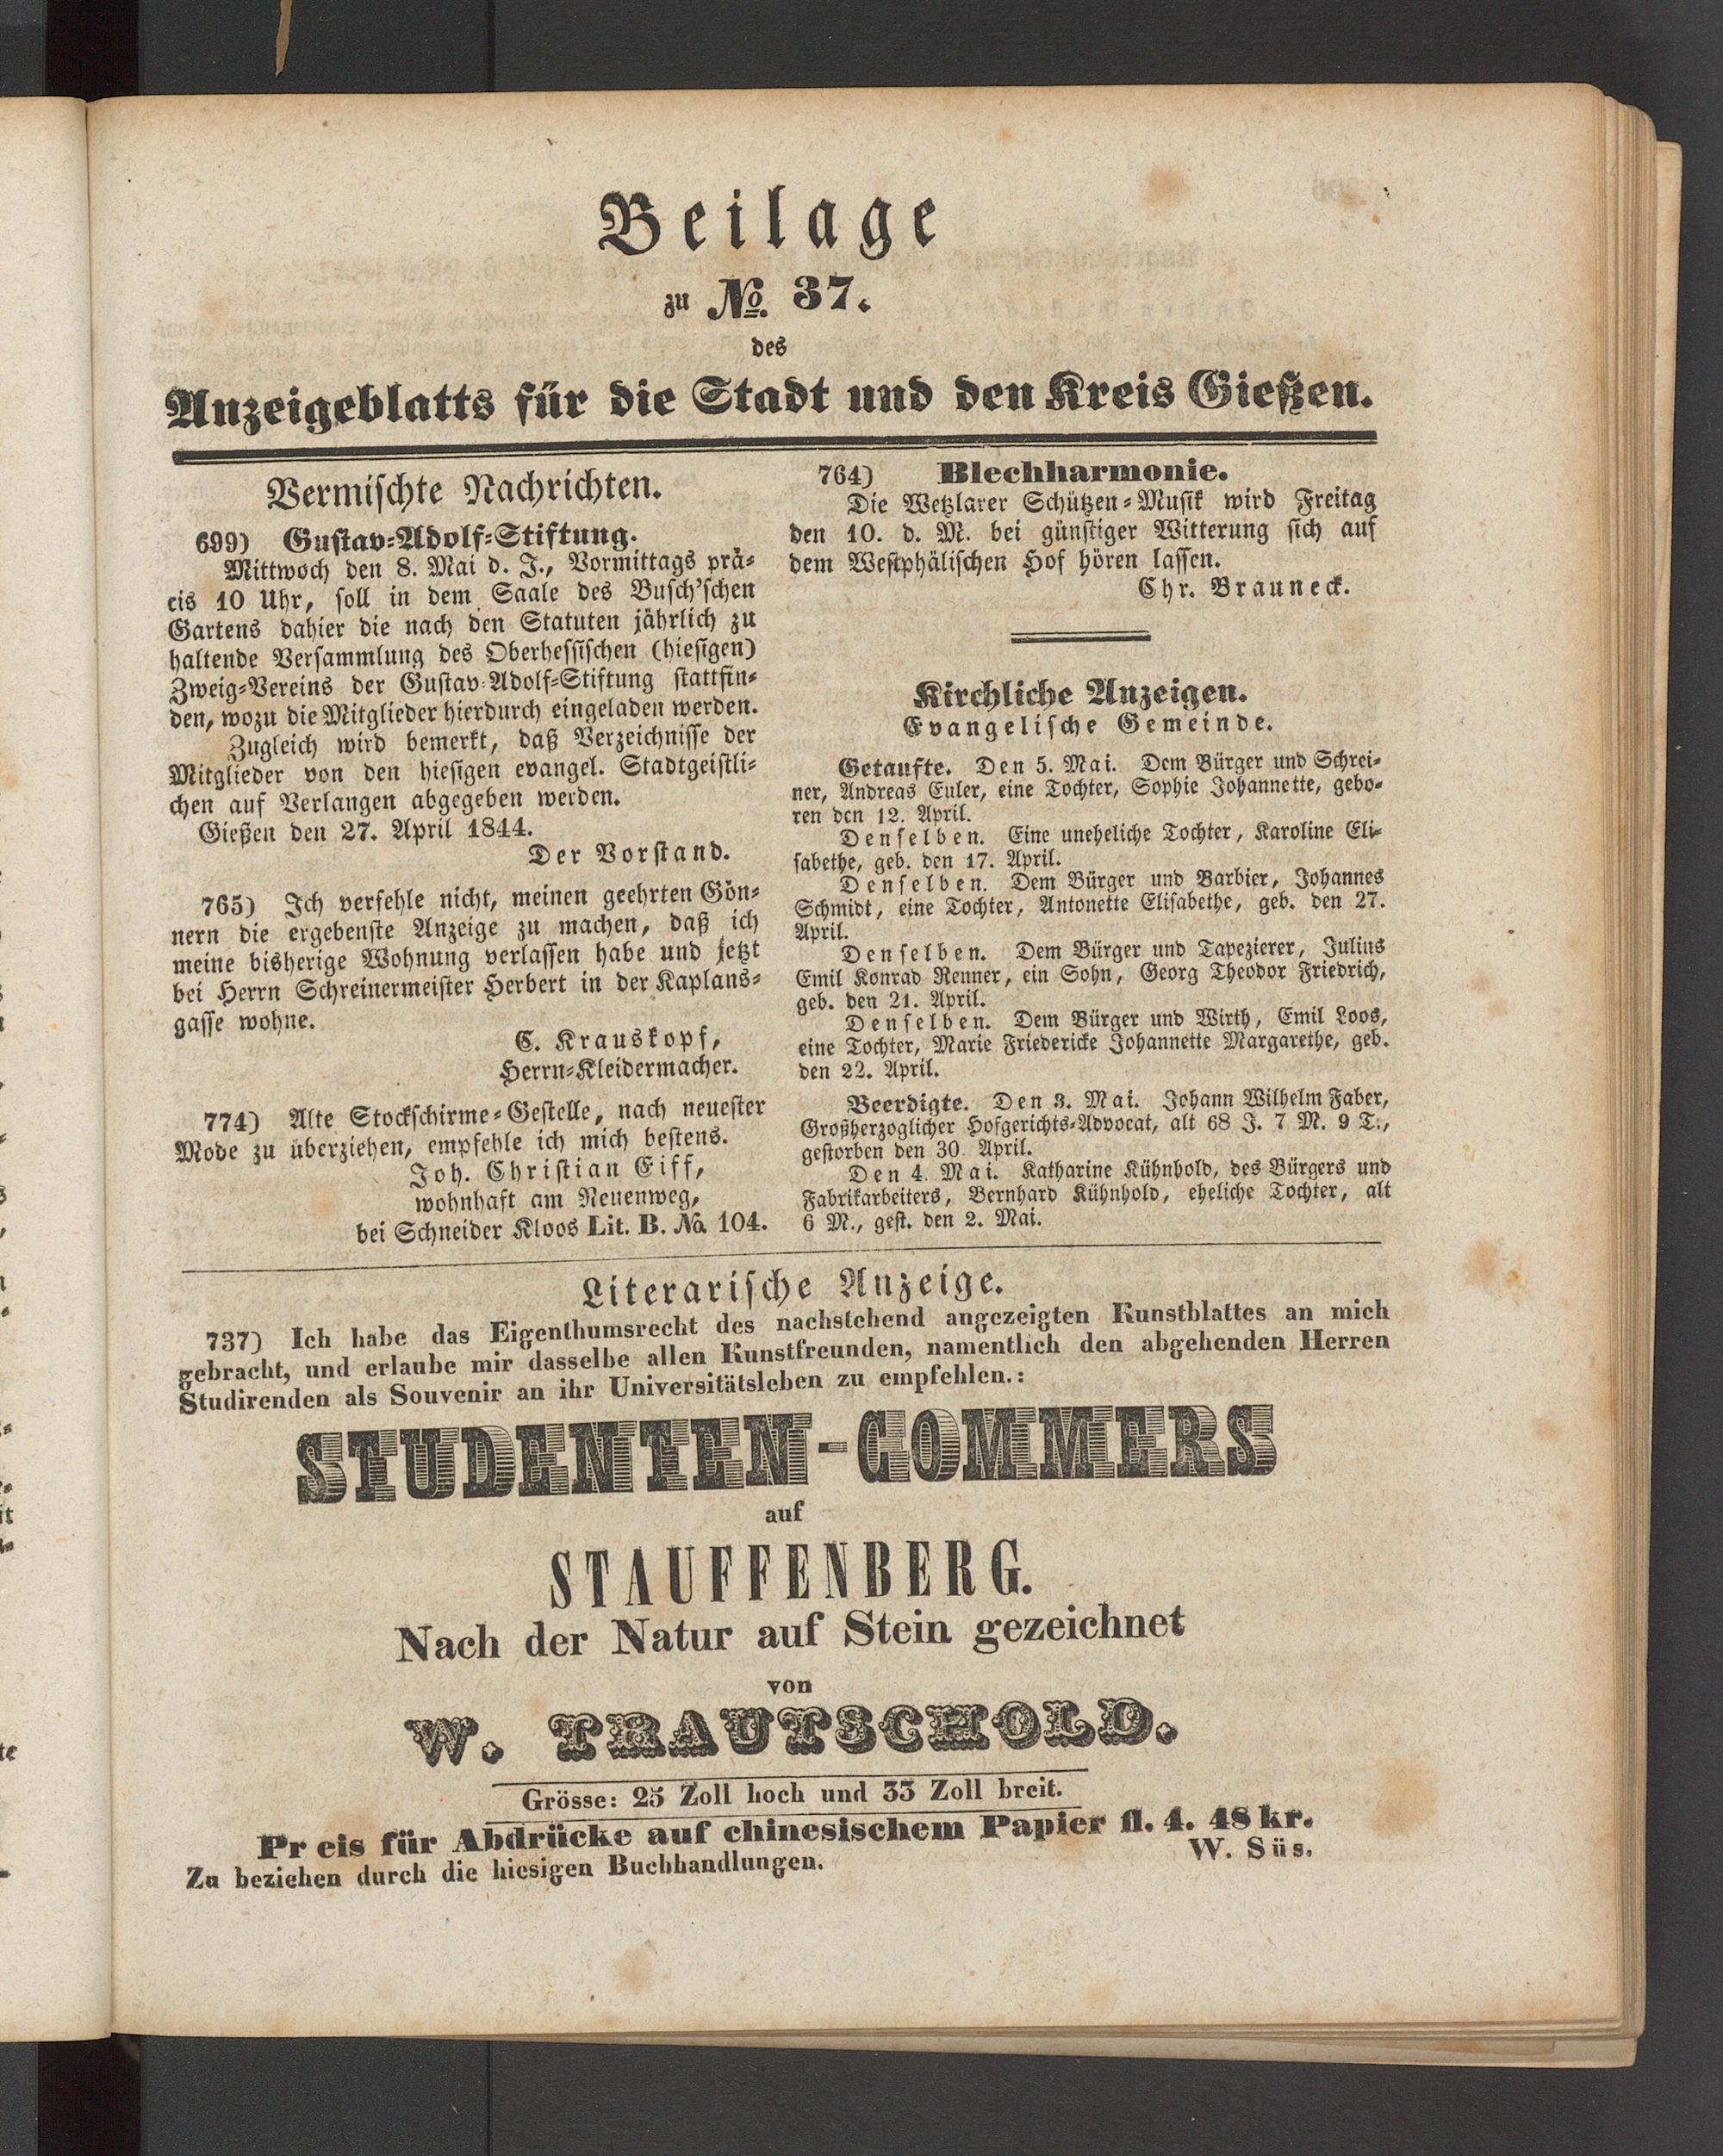 Beilage
zu No. 37.
des
Anzeigeblatts für die Stadt und den Kreis Gießen.
Vermischte Nachrichten.
699) Gustav-Adolf-Stiftung.
Mittwoch den 8. Mai d. J., Vormittags prä-
cis 10 Uhr, soll in dem Saale des Busch'schen
Gartens dahier die nach den Statuten jährlich zu
haltende Versammlung des Oberhessischen (hiesigen)
Zweig-Vereins der Gustav-Adolf-Stiftung stattfin-
den, wozu die Mitglieder hierdurch eingeladen werden.
Zugleich wird bemerkt, daß Verzeichnisse der
Mitglieder von den hiesigen evangel. Stadtgeistli-
chen auf Verlangen abgegeben werden.
Gießen den 27. April 1844.
Der Vorstand.
765) Ich verfehle nicht, meinen geehrten Gön-
nern die ergebenste Anzeige zu machen, daß ich
meine bisherige Wohnung verlassen habe und jetzt
bei Herrn Schreinermeister Herbert in der Kaplans-
gasse wohne.
C. Krauskopf,
Herrn-Kleidermacher.
774) Alte Stockschirme-Gestelle, nach neuester
Mode zu überziehen, empfehle ich mich bestens.
Joh. Christian Eiff,
wohnhaft am Neuenweg,
bei Schneider Kloos Lit. B. No. 104.
764) Blechharmonie.
Die Wetzlarer Schützen-Musik wird Freitag
den 10. d. M. bei günstiger Witterung sich auf
dem Westphälischen Hof hören lassen.
Chr. Brauneck.
Kirchliche Anzeigen.
Evangelische Gemeinde.
Getaufte. Den 5. Mai. Dem Bürger und Schrei-
ner, Andreas Euler, eine Tochter, Sophie Johannette, gebo-
ren den 12. April.
Denselben. Eine uneheliche Tochter, Karoline Eli-
sabethe, geb. den 17. April.
Denselben. Dem Bürger und Barbier, Johannes
Schmidt, eine Tochter, Antonette Elisabethe, geb. den 27.
April.
Denselben. Dem Bürger und Tapezierer, Julius
Emil Konrad Renner, ein Sohn, Georg Theodor Friedrich,
geb. den 21. April.
Denselben. Dem Bürger und Wirth, Emil Loos,
eine Tochter, Marie Friedericke Johannette Margarethe, geb.
den 22. April.
Beerdigte. Den 3. Mai. Johann Wilhelm Faber,
Großherzoglicher Hofgerichts-Advocat, alt 68 J. 7 M. 9 T.,
gestorben den 30. April.
Den 4. Mai. Katharine Kühnhold, des Bürgers und
Fabrikarbeiters, Bernhard Kühnhold, eheliche Tochter, alt
6 M., gest. den 2. Mai.
Literarische Anzeige.
737) Ich habe das Eigenthumsrecht des nachstehend angezeigten Kunstblattes an mich
gebracht, und erlaube mir dasselbe allen Kunstfreunden, namentlich den abgehenden Herren
Studirenden als Souvenir an ihr Universitätsleben zu empfehlen.:
STUDENTEN-COMMERS
auf
STAUFFENBERG.
Nach der Natur auf Stein gezeichnet
von
W. TRAUTSCHOLD.
Grösse: 25 Zoll hoch und 33 Zoll breit.
Pr eis für Abdrücke auf chinesischem Papier fl. 4. 48 kr.
W. Süs.
Zu beziehen durch die hiesigen Buchhandlungen.